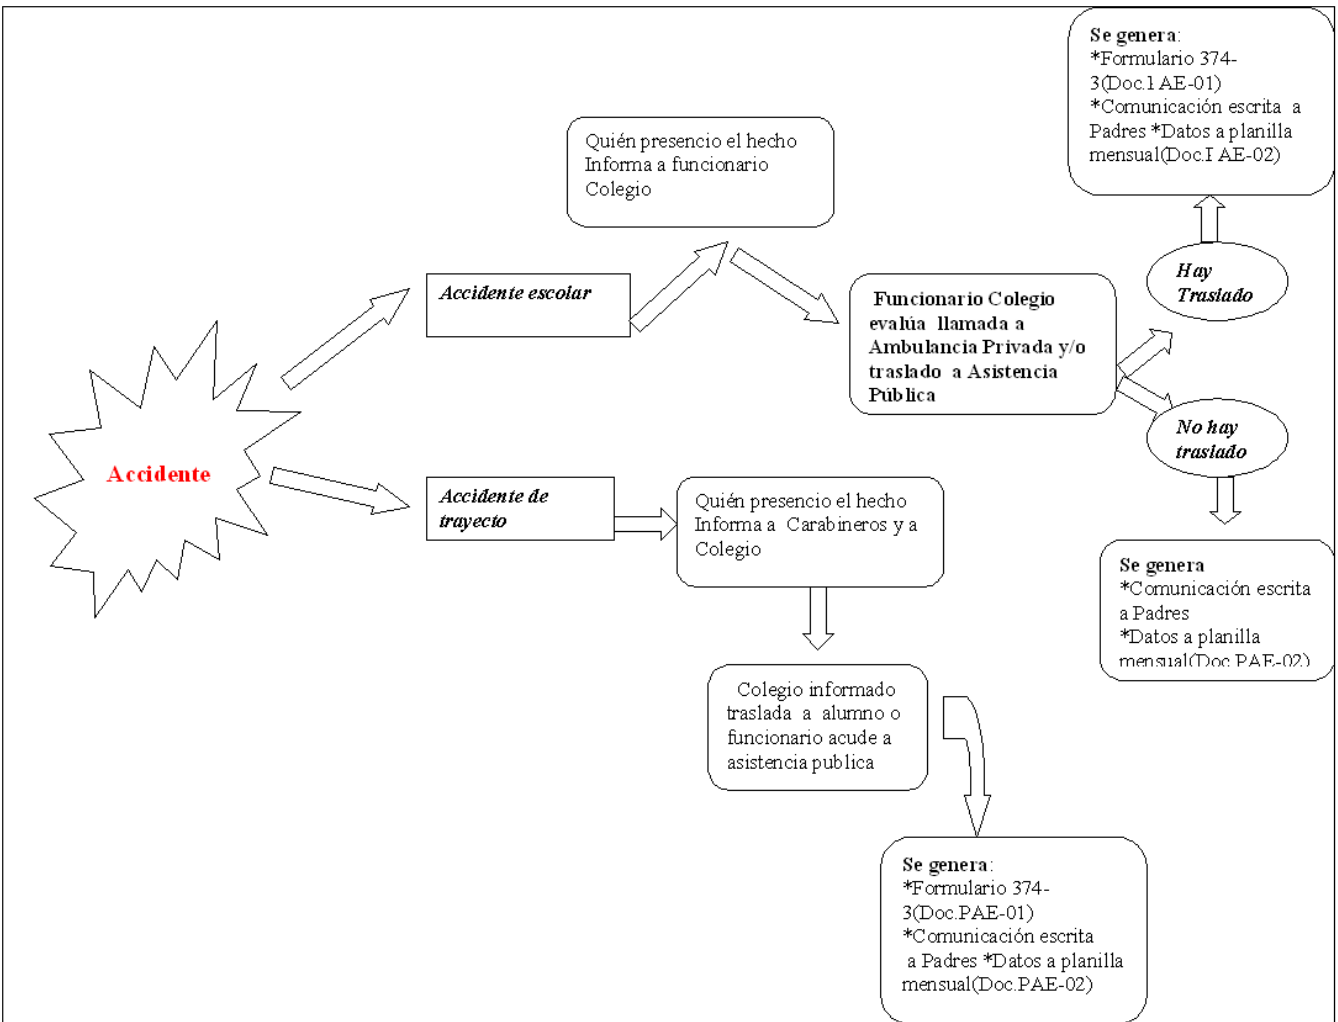 Accidente
Accidente escolar
Quién presencio el hecho
Informa a funcionario
Colegio
Funcionario Colegio
evalúa llamada a
Ambulancia Privada y/o
traslado a Asistencia
Pública
Hay
Traslado
Se genera:
*Formulario 374-
3(Doc.I AE-01)
*Comunicación escrita a
Padres *Datos a planilla
mensual(Doc.I AE-02)
No hay
traslado
Se genera
*Comunicación escrita
a Padres
*Datos a planilla
mensual(Doc.PAE-02)
Accidente de
trayecto
Quién presencio el hecho
Informa a Carabineros y a
Colegio
Colegio informado
traslada a alumno o
funcionario acude a
asistencia publica
Se genera:
*Formulario 374-
3(Doc.PAE-01)
*Comunicación escrita
a Padres *Datos a planilla
mensual(Doc.PAE-02)